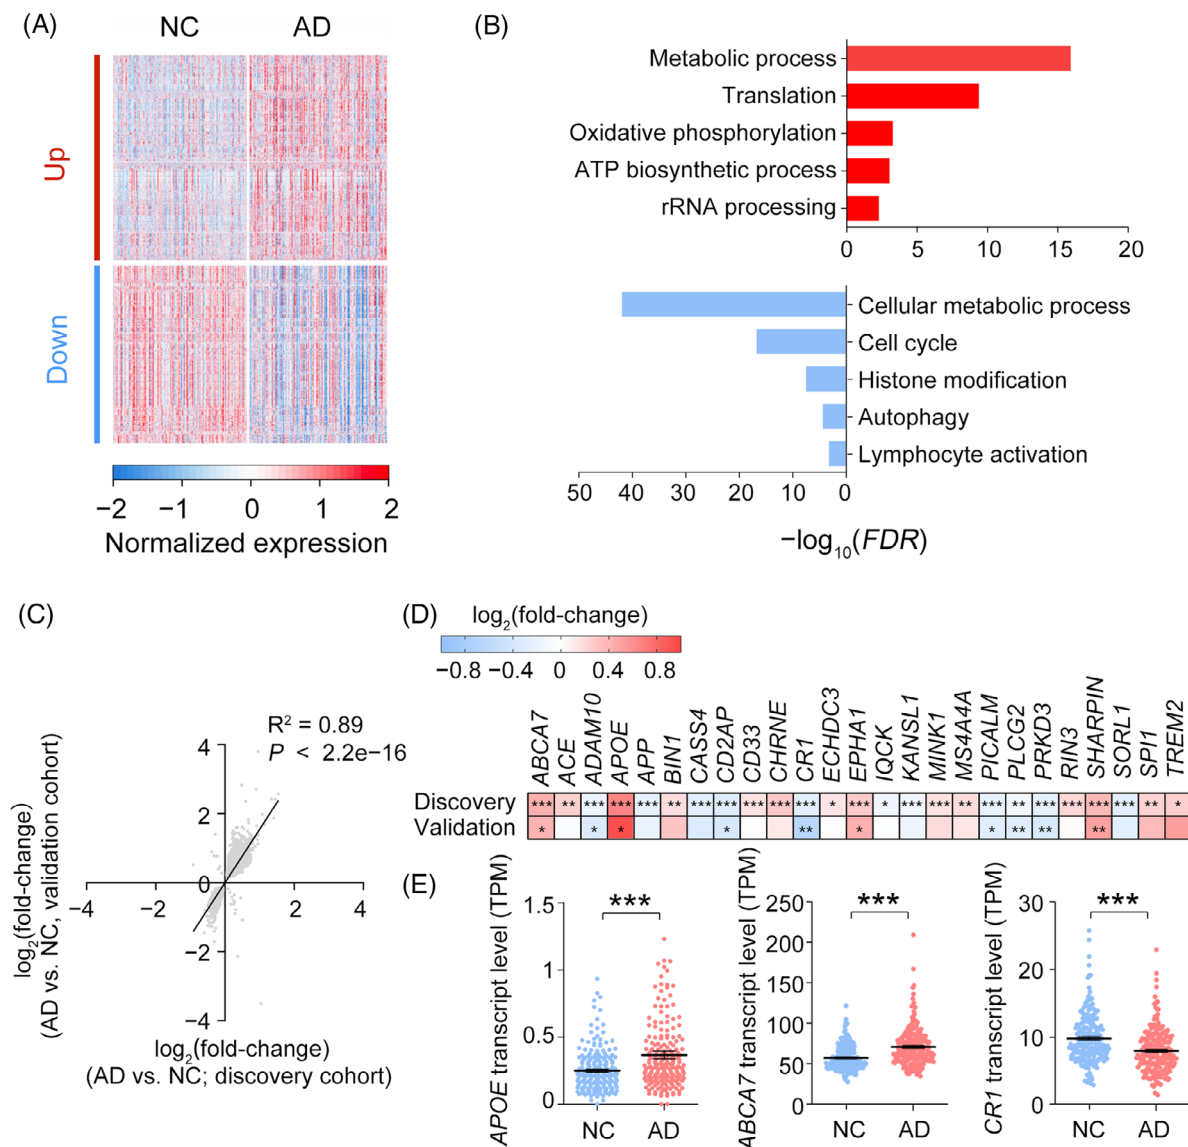 (A)
NC AD
Up
Down
−2 −1 0 1 2
Normalized expression
(B)
Metabolic process
Translation
Oxidative phosphorylation
ATP biosynthetic process
rRNA processing
0 5 10 15 20
Cellular metabolic process
Cell cycle
Histone modification
Autophagy
Lymphocyte activation
50 40 30 20 10 0
−log10(FDR)
(C)
R2 = 0.89
P < 2.2e−16
log2(fold-change)
(AD vs. NC, validation cohort)
4
2
0
−2
−4
−4 −2 2 4
log2(fold-change)
(AD vs. NC; discovery cohort)
(D)
log2(fold-change)
−0.8 −0.4 0 0.4 0.8
ABCA7 ACE ADAM10 APOE APP BIN1 CASS4 CD2AP CD33 CHRNE CR1 ECHDC3 EPHA1 IQCK KANSL1 MINK1 MS4A4A PICALM PLCG2 PRKD3 RIN3 SHARPIN SORL1 SPI1 TREM2
Discovery *** ** *** *** *** ** *** *** *** *** *** * *** * *** *** ** *** ** *** *** *** *** ** *
Validation * * * * ** * * ** ** **
(E)
APOE transcript level (TPM)
1.5
1
0.5
0
***
NC AD
ABCA7 transcript level (TPM)
250
200
150
100
50
0
***
NC AD
CR1 transcript level (TPM)
30
20
10
0
***
NC AD